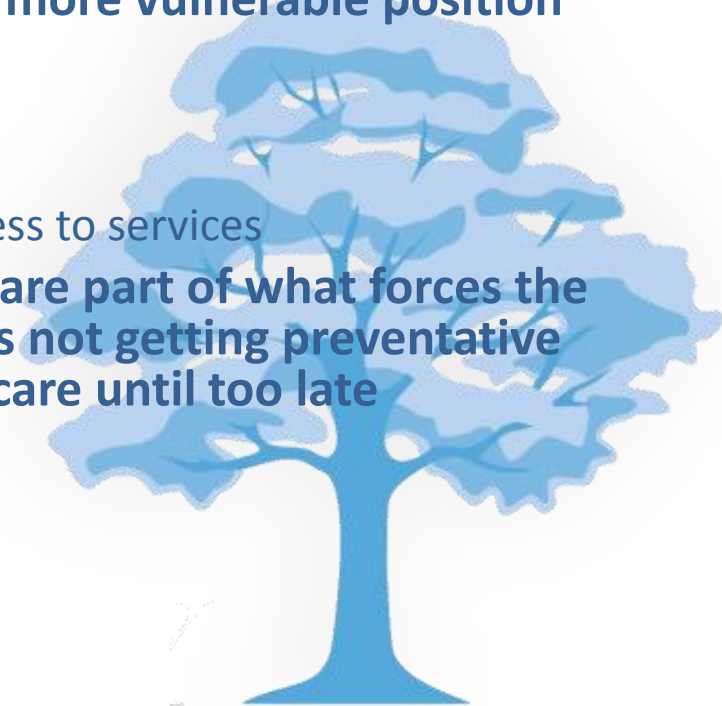 more vulnerable position
ess to services
are part of what forces the
s not getting preventative
care until too late